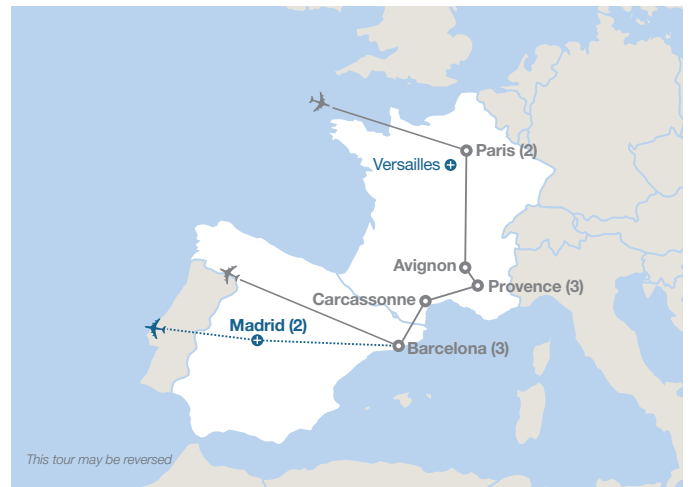 Paris (2)
Versailles
Avignon
Provence (3)
Carcassonne
Madrid (2)
Barcelona (3)
This tour may be reversed